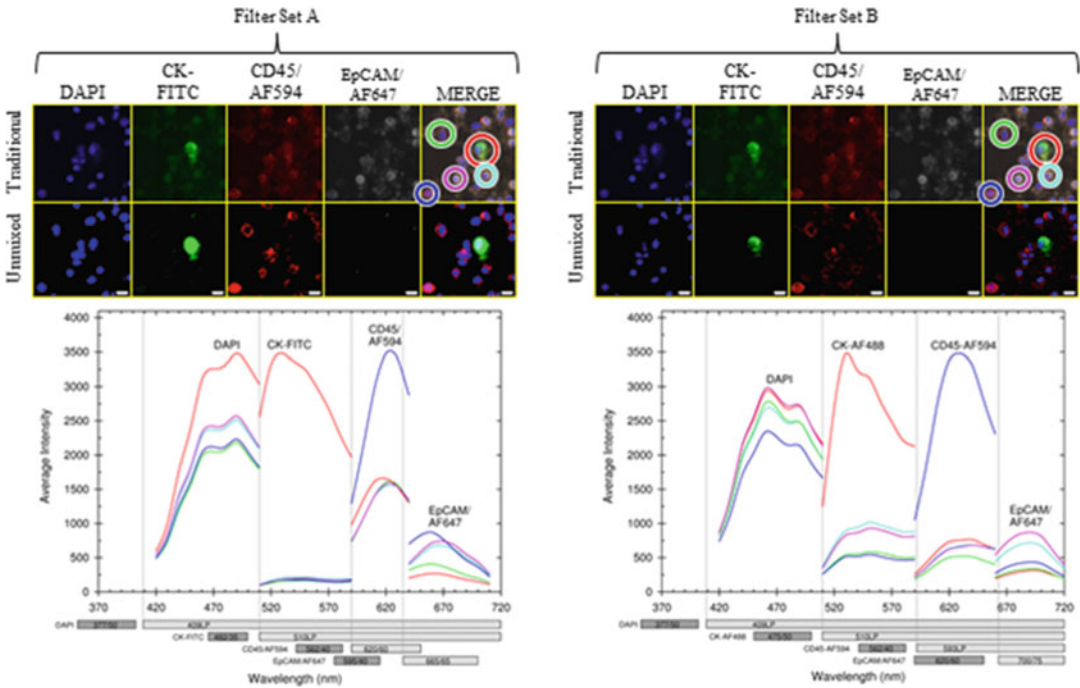 Filter Set A
DAPI
CK-
FITC
CD45/
AF594
EpCAM/
AF647
MERGE
Traditional
Unmixed
4000
3500
3000
2500
2000
1500
1000
500
0
Average Intensity
DAPI
CK-FITC
CD45/
AF594
EpCAM/
AF647
370 420 470 520 570 620 670 720
DAPI 377/50 409LP
CK-FITC 482/35 510LP
CD45/AF594 562/40 620/60
EpCAM/AF647 595/40 665/65
Wavelength (nm)
Filter Set B
DAPI
CK-
FITC
CD45/
AF594
EpCAM/
AF647
MERGE
Traditional
Unmixed
4000
3500
3000
2500
2000
1500
1000
500
0
Average Intensity
DAPI
CK-AF488
CD45-AF594
EpCAM/
AF647
370 420 470 520 570 620 670 720
DAPI 377/50 409LP
CK-AF488 475/50 510LP
CD45-AF594 562/40 593LP
EpCAM/AF647 620/60 700/75
Wavelength (nm)